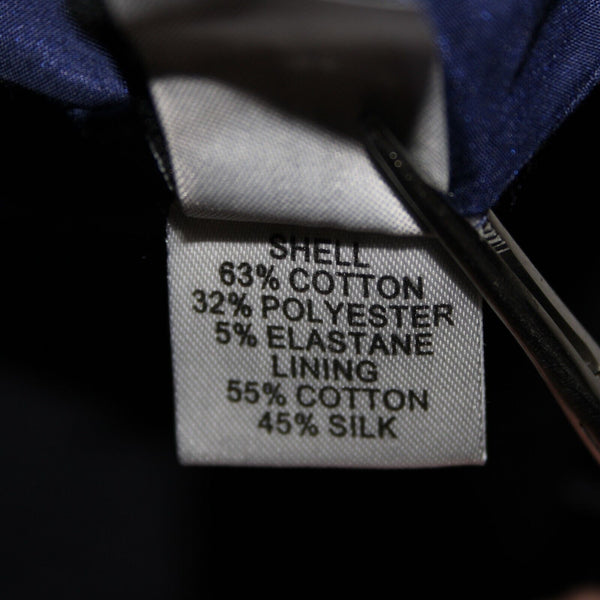 SHELL
63% COTTON
32% POLYESTER
5% ELASTANE
LINING
55% COTTON
45% SILK